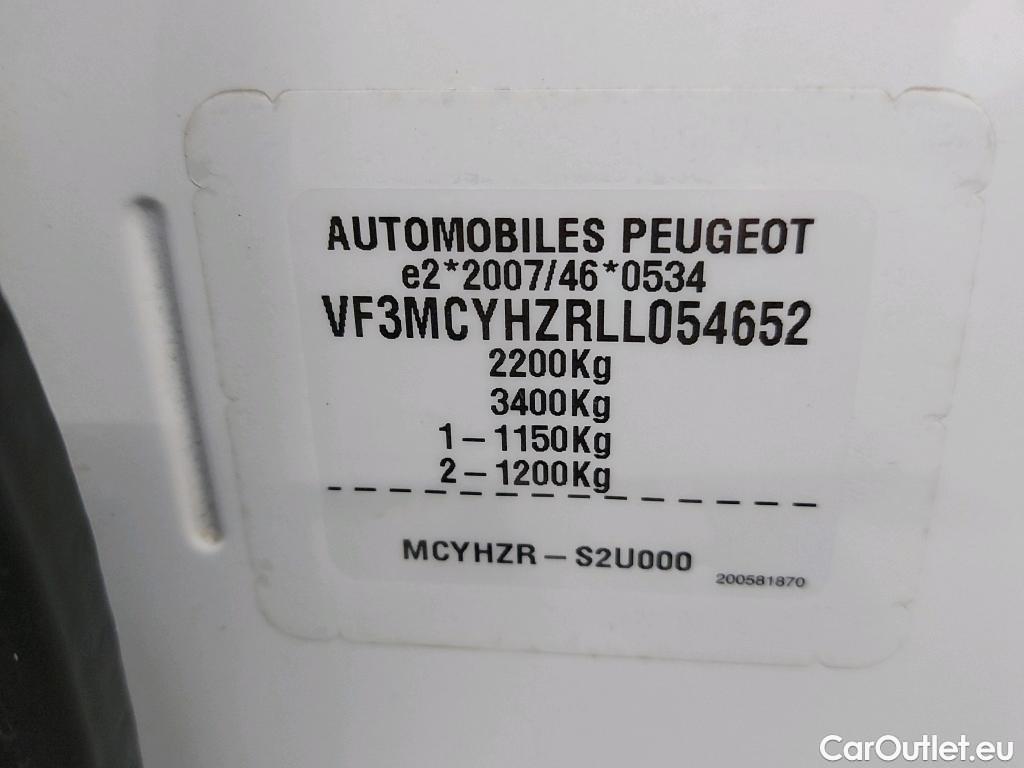 AUTOMOBILES PEUGEOT
e2*2007/46*0534
VF3MCYHZRLL054652
2200Kg
3400Kg
1-1150Kg
2-1200Kg
MCYHZR-S2U000
200581870
CarOutlet.eu